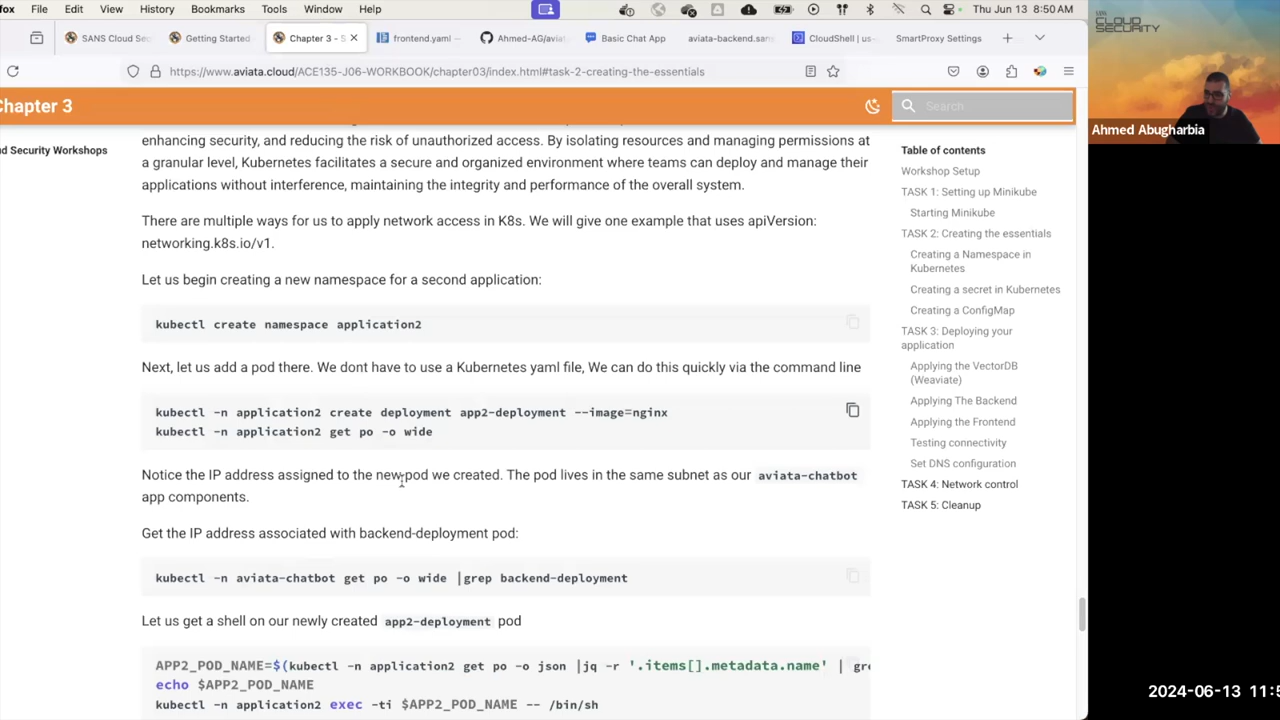 fox File Edit View History Bookmarks Tools Window Help Thu Jun 13 8:50 AM
SANS Cloud Sec Getting Started Chapter 3 - S frontend.yaml — Ahmed-AG/avia Basic Chat App aviata-backend.sans CloudShell | us- SmartProxy Settings
https://www.aviata.cloud/ACE135-J06-WORKBOOK/chapter03/index.html#task-2-creating-the-essentials
Chapter 3
Search
CLOUD
SECURITY
Ahmed Abugharbia
d Security Workshops
enhancing security, and reducing the risk of unauthorized access. By isolating resources and managing permissions at
a granular level, Kubernetes facilitates a secure and organized environment where teams can deploy and manage their
applications without interference, maintaining the integrity and performance of the overall system.
There are multiple ways for us to apply network access in K8s. We will give one example that uses apiVersion:
networking.k8s.io/v1.
Let us begin creating a new namespace for a second application:
kubectl create namespace application2
Next, let us add a pod there. We dont have to use a Kubernetes yaml file, We can do this quickly via the command line
kubectl -n application2 create deployment app2-deployment --image=nginx
kubectl -n application2 get po -o wide
Notice the IP address assigned to the new pod we created. The pod lives in the same subnet as our aviata-chatbot
app components.
Get the IP address associated with backend-deployment pod:
kubectl -n aviata-chatbot get po -o wide |grep backend-deployment
Let us get a shell on our newly created app2-deployment pod
APP2_POD_NAME=$(kubectl -n application2 get po -o json |jq -r '.items[].metadata.name' | gre
echo $APP2_POD_NAME
kubectl -n application2 exec -ti $APP2_POD_NAME -- /bin/sh
Table of contents
Workshop Setup
TASK 1: Setting up Minikube
Starting Minikube
TASK 2: Creating the essentials
Creating a Namespace in
Kubernetes
Creating a secret in Kubernetes
Creating a ConfigMap
TASK 3: Deploying your
application
Applying the VectorDB
(Weaviate)
Applying The Backend
Applying the Frontend
Testing connectivity
Set DNS configuration
TASK 4: Network control
TASK 5: Cleanup
2024-06-13 11:5